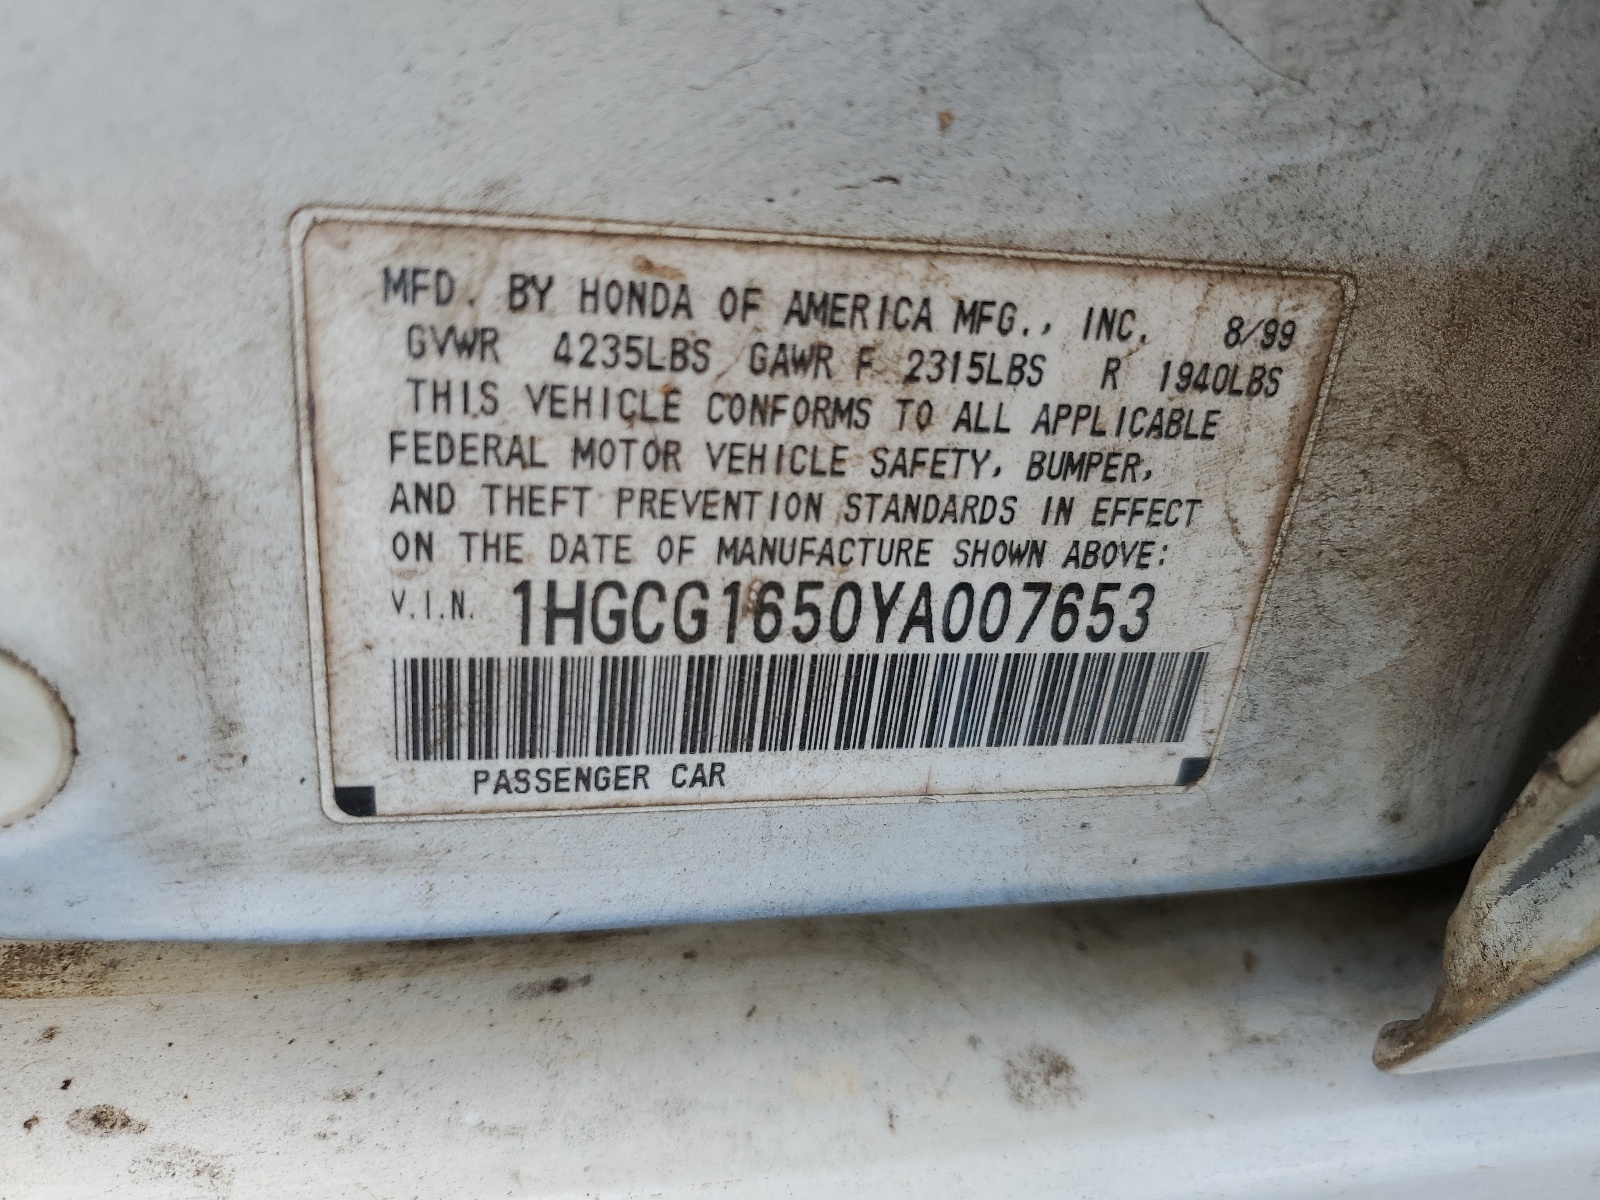 MFD. BY HONDA OF AMERICA MFG., INC. 8/99
GVWR 4235LBS GAWR F 2315LBS R 1940LBS
THIS VEHICLE CONFORMS TO ALL APPLICABLE
FEDERAL MOTOR VEHICLE SAFETY, BUMPER,
AND THEFT PREVENTION STANDARDS IN EFFECT
ON THE DATE OF MANUFACTURE SHOWN ABOVE:
V.I.N. 1HGCG1650YA007653
PASSENGER CAR